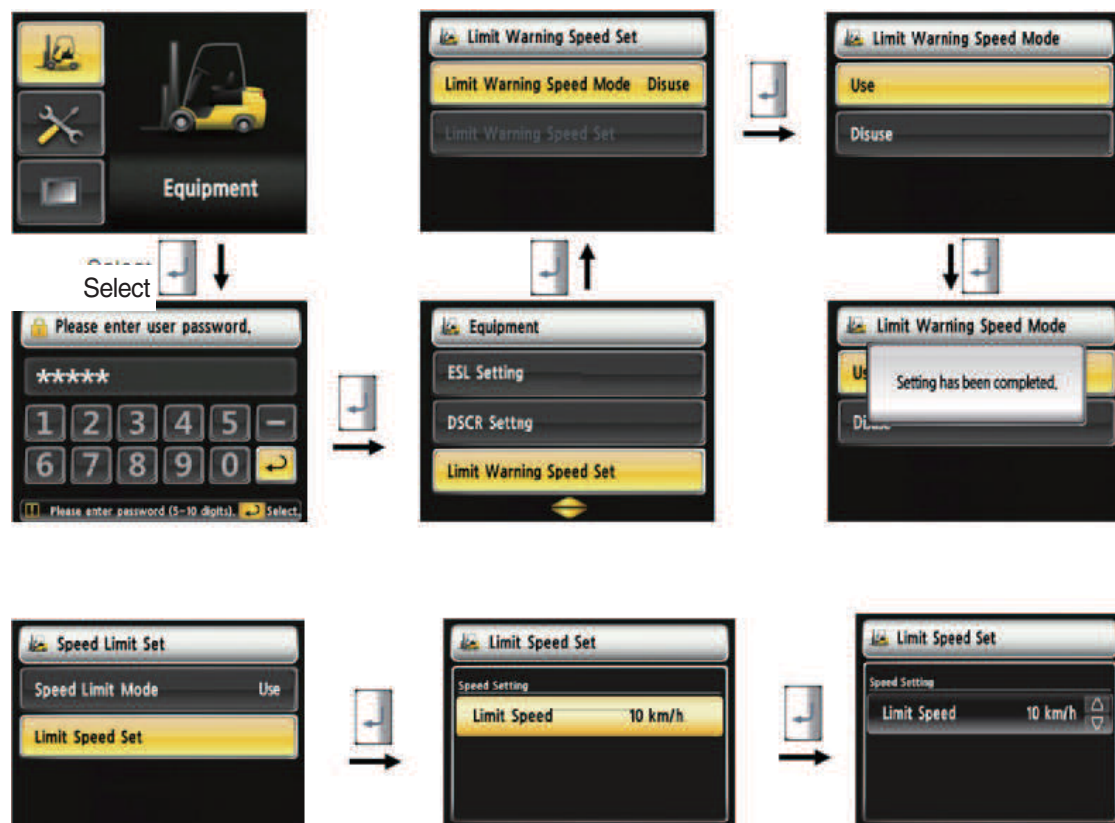 Equipment
Limit Warning Speed Set
Limit Warning Speed Mode Disuse
Limit Warning Speed Set
Limit Warning Speed Mode
Use
Disuse
Select
Please enter user password.
*****
1 2 3 4 5 –
6 7 8 9 0
Please enter password (5-10 digits). Select.
Equipment
ESL Setting
DSCR Settng
Limit Warning Speed Set
Limit Warning Speed Mode
Setting has been completed.
Speed Limit Set
Speed Limit Mode Use
Limit Speed Set
Limit Speed Set
Speed Setting
Limit Speed 10 km/h
Limit Speed Set
Speed Setting
Limit Speed 10 km/h